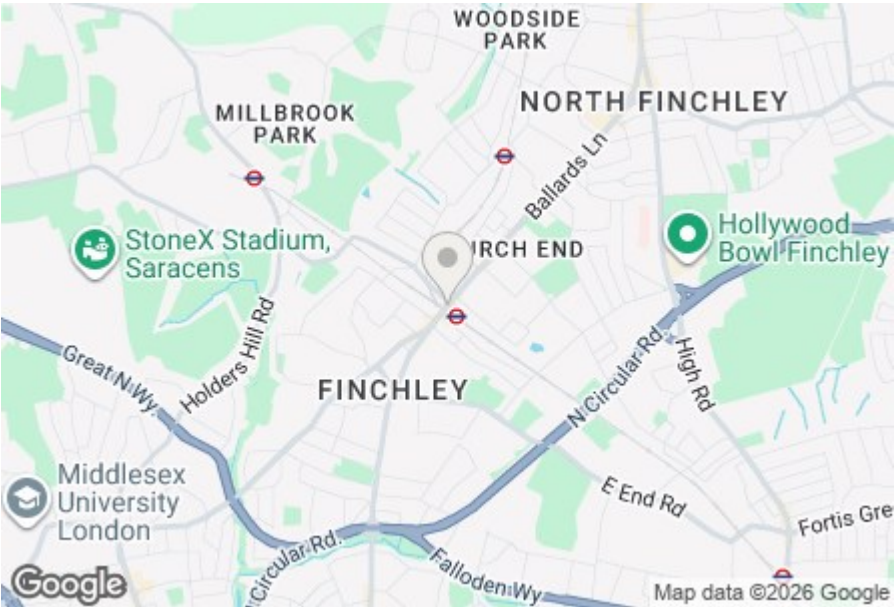 WOODSIDE
PARK
NORTH FINCHLEY
MILLBROOK
PARK
Ballards Ln
StoneX Stadium,
Saracens
URCH END
Hollywood
Bowl Finchley
Holders Hill Rd
Great N Wy.
FINCHLEY
N Circular Rd.
High Rd
Middlesex
University
London
E End Rd
Fortis Gre
N Circular Rd.
Falloden Wy
Google
Map data ©2026 Google